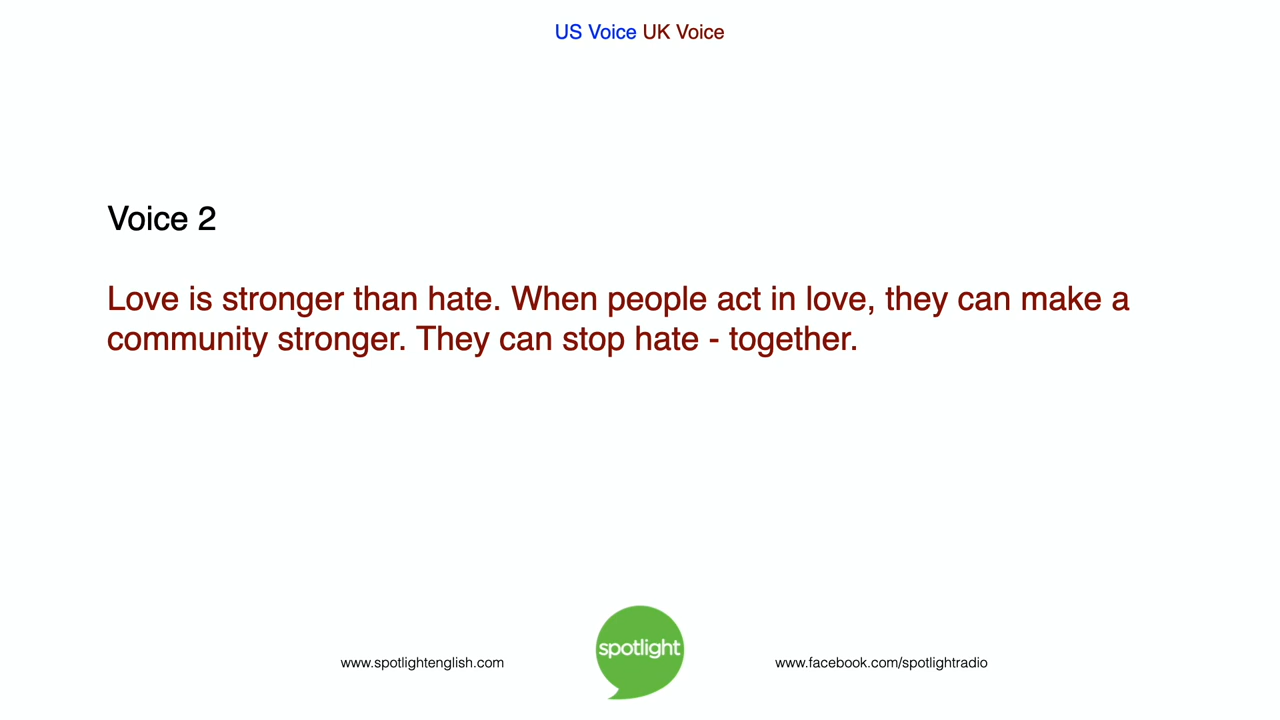 US Voice UK Voice
Voice 2
Love is stronger than hate. When people act in love, they can make a
community stronger. They can stop hate - together.
www.spotlightenglish.com
spotlight
www.facebook.com/spotlightradio